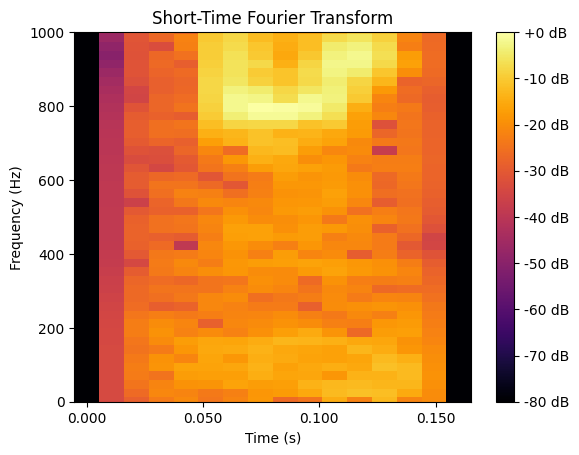 Short-Time Fourier Transform
1000
800
600
400
200
0
Frequency (Hz)
0.000
0.050
0.100
0.150
Time (s)
+0 dB
-10 dB
-20 dB
-30 dB
-40 dB
-50 dB
-60 dB
-70 dB
-80 dB